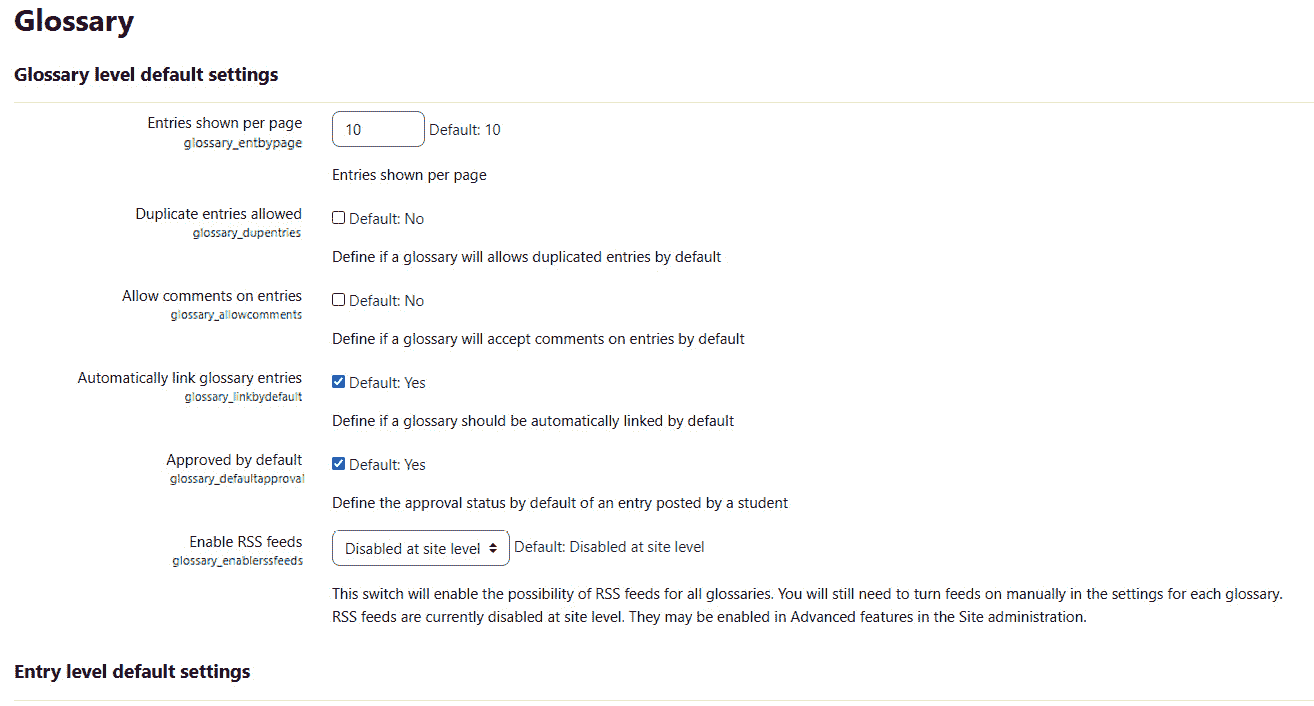 Glossary
Glossary level default settings
Entries shown per page
glossary_entbypage
10
Default: 10
Entries shown per page
Duplicate entries allowed
glossary_dupentries
Default: No
Define if a glossary will allows duplicated entries by default
Allow comments on entries
glossary_allowcomments
Default: No
Define if a glossary will accept comments on entries by default
Automatically link glossary entries
glossary_linkbydefault
Default: Yes
Define if a glossary should be automatically linked by default
Approved by default
glossary_defaultapproval
Default: Yes
Define the approval status by default of an entry posted by a student
Enable RSS feeds
glossary_enablerssfeeds
Disabled at site level
Default: Disabled at site level
This switch will enable the possibility of RSS feeds for all glossaries. You will still need to turn feeds on manually in the settings for each glossary.
RSS feeds are currently disabled at site level. They may be enabled in Advanced features in the Site administration.
Entry level default settings